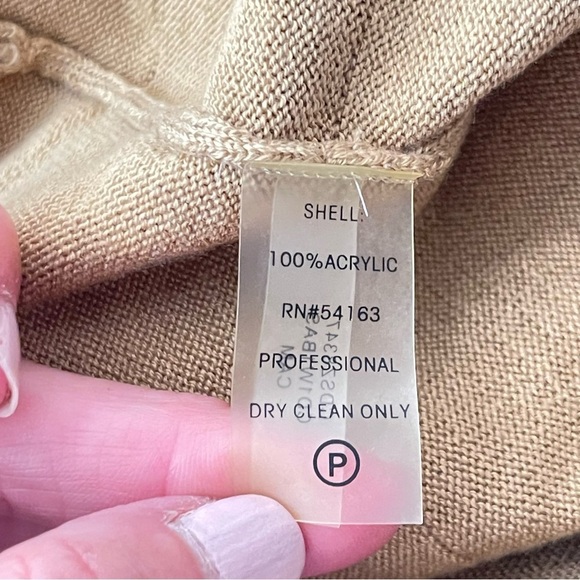 SHELL:
100%ACRYLIC
RN#54163
PROFESSIONAL
DRY CLEAN ONLY
P